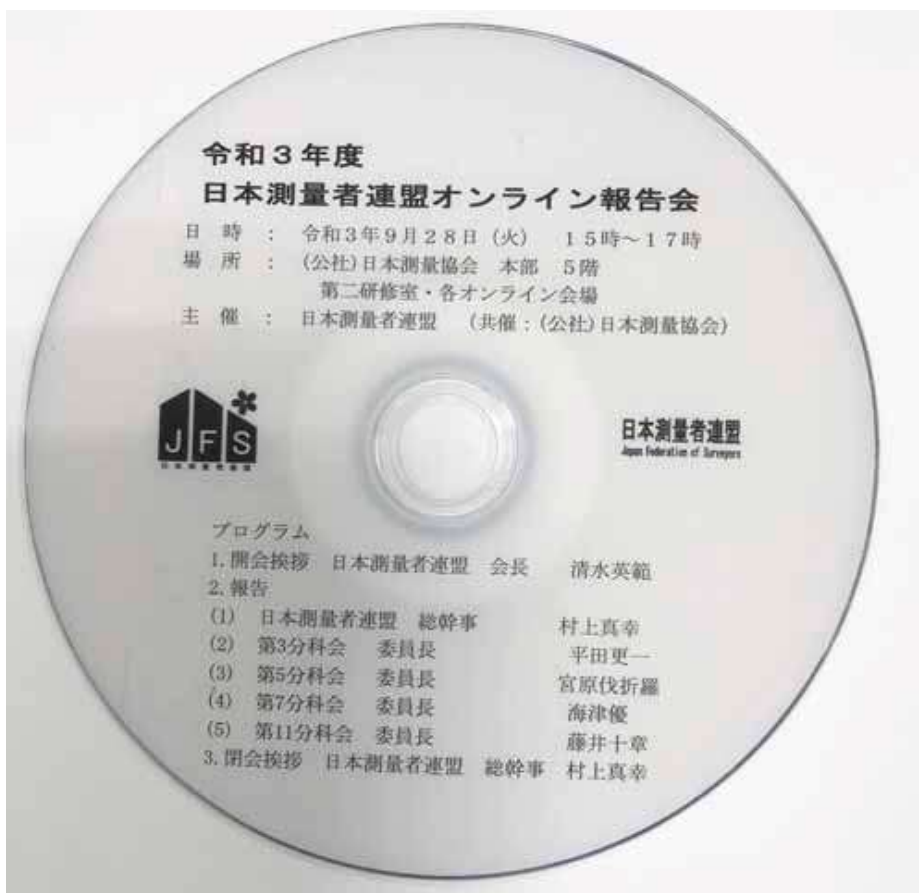 令和３年度
日本測量者連盟オンライン報告会
日　時　：　令和3年9月28日（火）　15時～17時
場　所　：　(公社)日本測量協会　本部　5階
第二研修室・各オンライン会場
主　催　：　日本測量者連盟　（共催：(公社)日本測量協会）
JFS
日本測量者連盟
日本測量者連盟
Japan Federation of Surveyors
プログラム
1. 開会挨拶　日本測量者連盟　会長　清水英範
2. 報告
(1)　日本測量者連盟　総幹事　村上真幸
(2)　第3分科会　委員長　平田更一
(3)　第5分科会　委員長　宮原伐折羅
(4)　第7分科会　委員長　海津優
(5)　第11分科会　委員長　藤井十章
3. 閉会挨拶　日本測量者連盟　総幹事　村上真幸